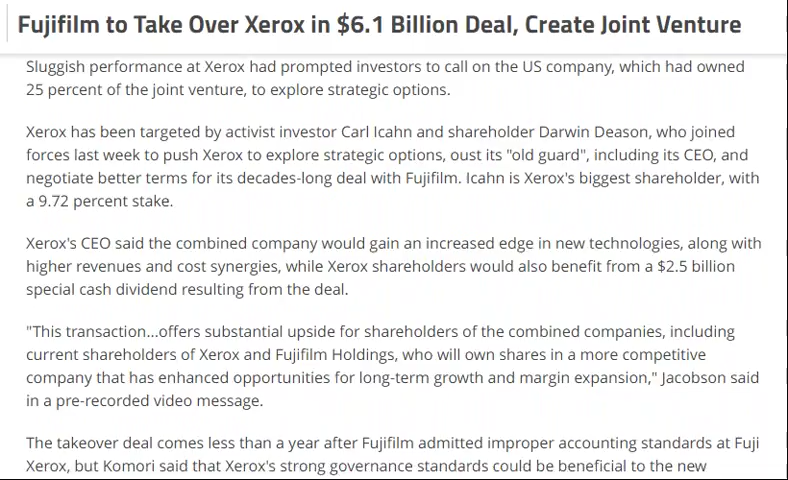 Fujifilm to Take Over Xerox in $6.1 Billion Deal, Create Joint Venture
Sluggish performance at Xerox had prompted investors to call on the US company, which had owned
25 percent of the joint venture, to explore strategic options.
Xerox has been targeted by activist investor Carl Icahn and shareholder Darwin Deason, who joined
forces last week to push Xerox to explore strategic options, oust its "old guard", including its CEO, and
negotiate better terms for its decades-long deal with Fujifilm. Icahn is Xerox's biggest shareholder, with
a 9.72 percent stake.
Xerox's CEO said the combined company would gain an increased edge in new technologies, along with
higher revenues and cost synergies, while Xerox shareholders would also benefit from a $2.5 billion
special cash dividend resulting from the deal.
"This transaction...offers substantial upside for shareholders of the combined companies, including
current shareholders of Xerox and Fujifilm Holdings, who will own shares in a more competitive
company that has enhanced opportunities for long-term growth and margin expansion," Jacobson said
in a pre-recorded video message.
The takeover deal comes less than a year after Fujifilm admitted improper accounting standards at Fuji
Xerox, but Komori said that Xerox's strong governance standards could be beneficial to the new